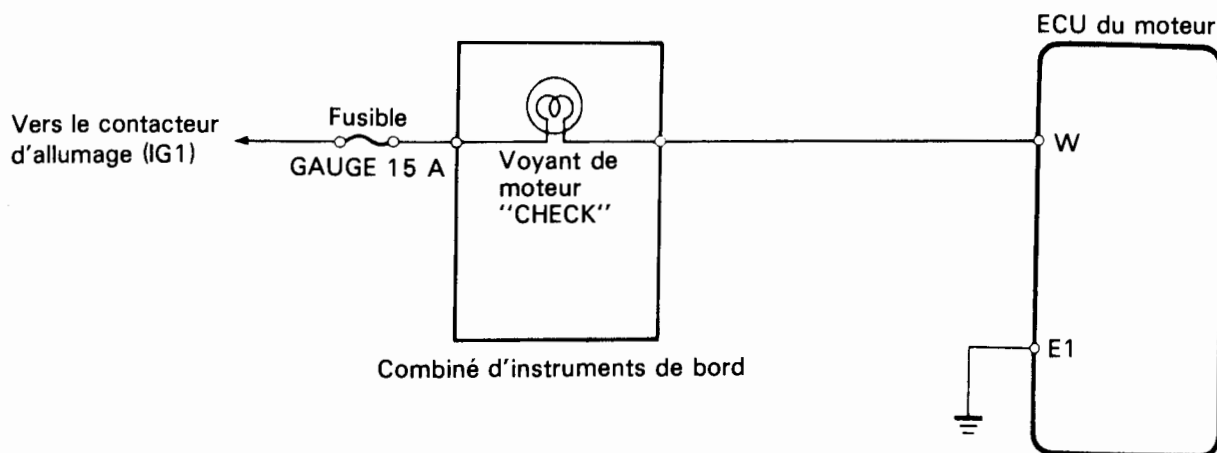 ECU du moteur
Vers le contacteur
d'allumage (IG1)
Fusible
GAUGE 15 A
Voyant de
moteur
"CHECK"
W
E1
Combiné d'instruments de bord